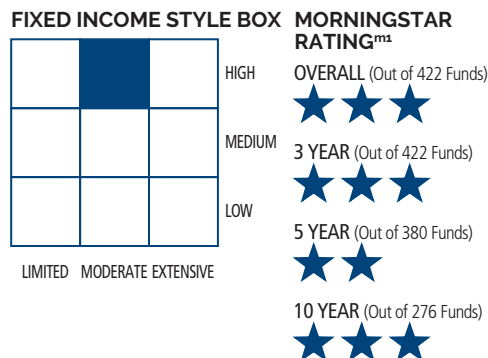 FIXED INCOME STYLE BOX
HIGH
MEDIUM
LOW
LIMITED MODERATE EXTENSIVE
MORNINGSTAR
RATINGᵐ¹
OVERALL (Out of 422 Funds)
3 YEAR (Out of 422 Funds)
5 YEAR (Out of 380 Funds)
10 YEAR (Out of 276 Funds)